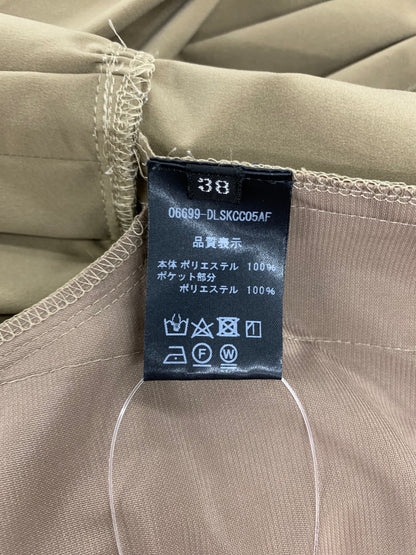 38
06699-DLSKCC05AF
品質表示
本体 ポリエステル 100%
ポケット部分
ポリエステル 100%
F W